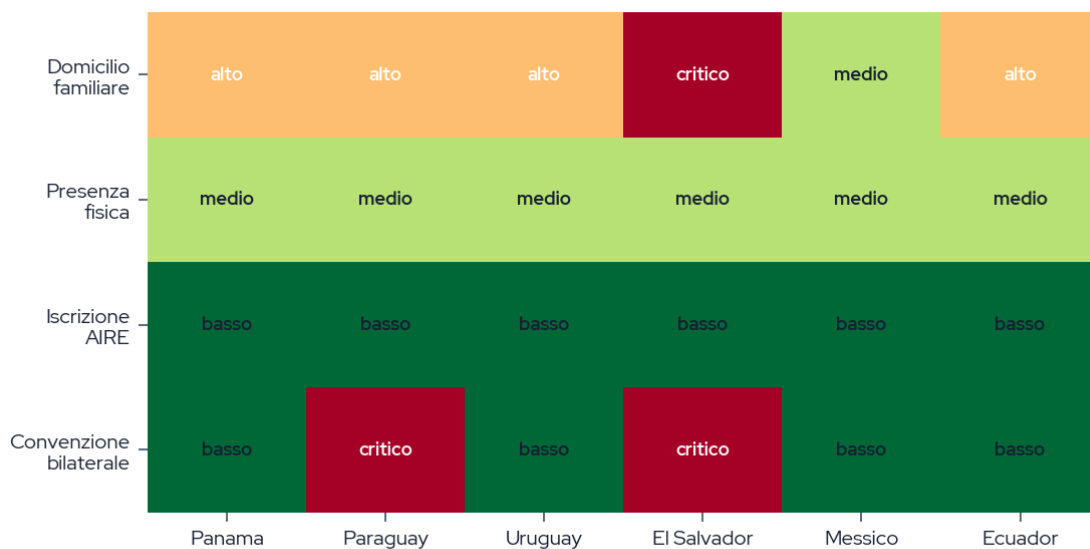 Domicilio
familiare
alto alto alto critico medio alto
Presenza
fisica
medio medio medio medio medio medio
Iscrizione
AIRE
basso basso basso basso basso basso
Convenzione
bilaterale
basso critico basso critico basso basso
Panama Paraguay Uruguay El Salvador Messico Ecuador